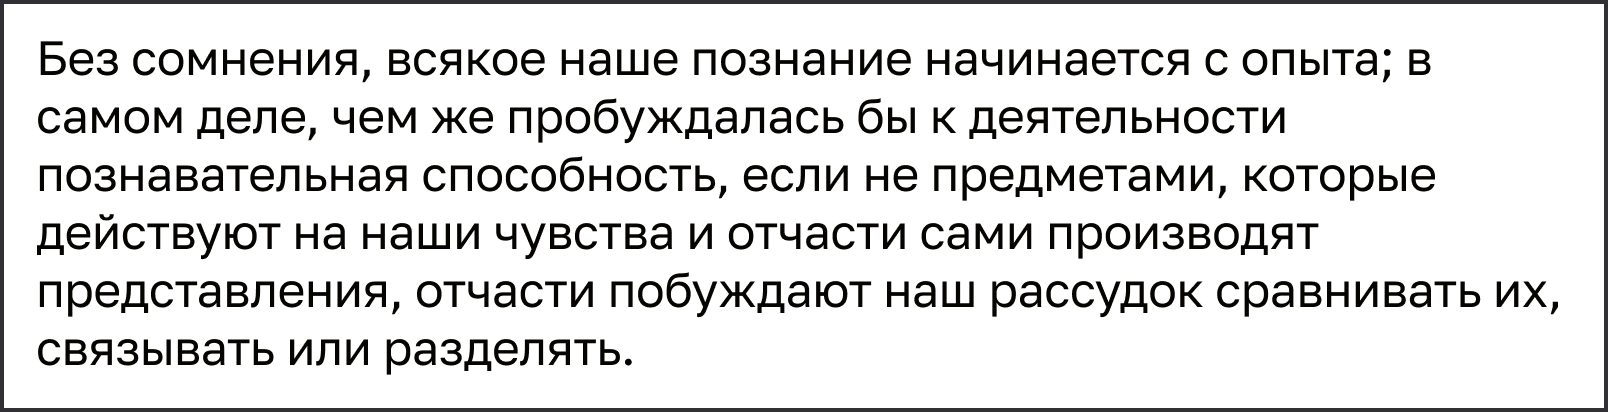 Без сомнения, всякое наше познание начинается с опыта; в
самом деле, чем же пробуждалась бы к деятельности
познавательная способность, если не предметами, которые
действуют на наши чувства и отчасти сами производят
представления, отчасти побуждают наш рассудок сравнивать их,
связывать или разделять.